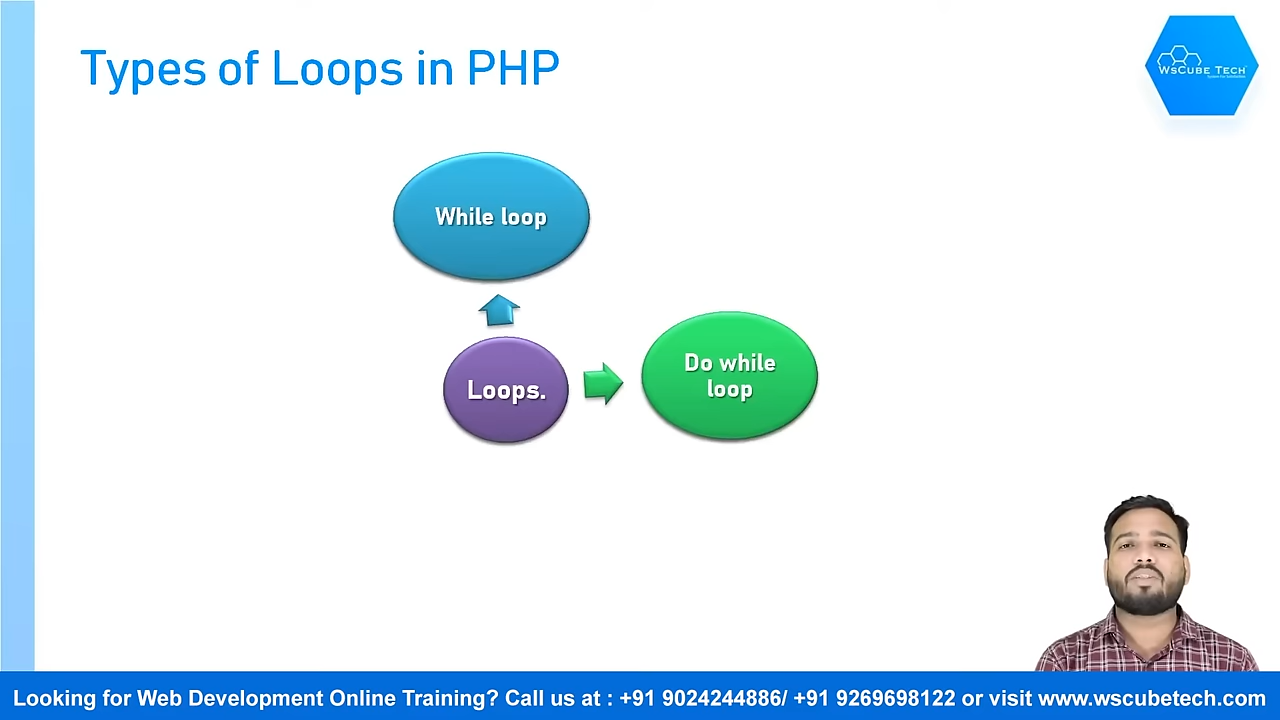 Types of Loops in PHP
WsCube Tech
While loop
Do while
loop
Loops.
Looking for Web Development Online Training? Call us at : +91 9024244886/ +91 9269698122 or visit www.wscubetech.com